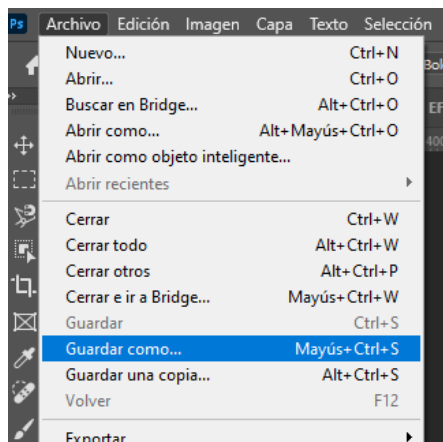 Ps Archivo Edición Imagen Capa Texto Selección
Nuevo... Ctrl+N
Abrir... Ctrl+O
Buscar en Bridge... Alt+Ctrl+O
Abrir como... Alt+Mayús+Ctrl+O
Abrir como objeto inteligente...
Abrir recientes
Cerrar Ctrl+W
Cerrar todo Alt+Ctrl+W
Cerrar otros Alt+Ctrl+P
Cerrar e ir a Bridge... Mayús+Ctrl+W
Guardar Ctrl+S
Guardar como... Mayús+Ctrl+S
Guardar una copia... Alt+Ctrl+S
Volver F12
Exportar